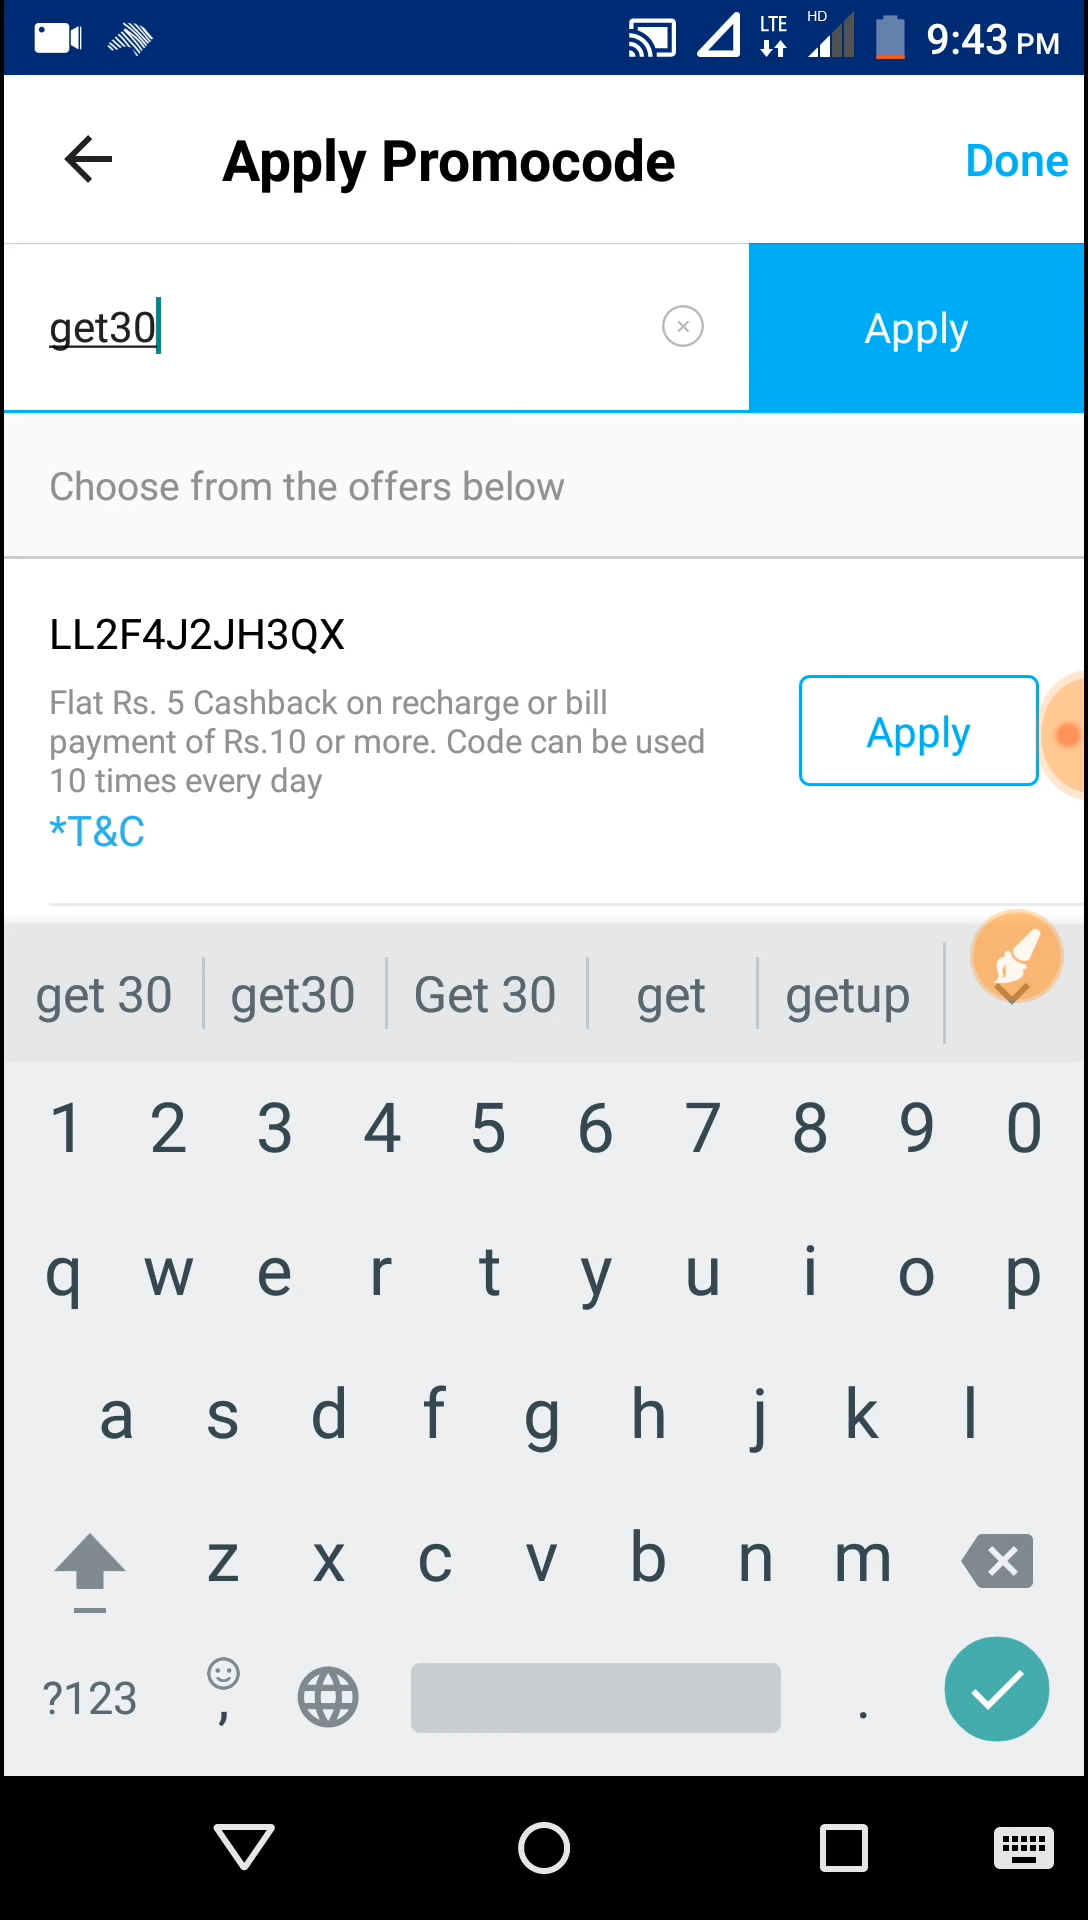 LTE HD 9:43 PM
Apply Promocode Done
get30 Apply
Choose from the offers below
LL2F4J2JH3QX
Flat Rs. 5 Cashback on recharge or bill
payment of Rs.10 or more. Code can be used
10 times every day
*T&C
Apply
get 30 get30 Get 30 get getup
1 2 3 4 5 6 7 8 9 0
q w e r t y u i o p
a s d f g h j k l
z x c v b n m
?123 , .